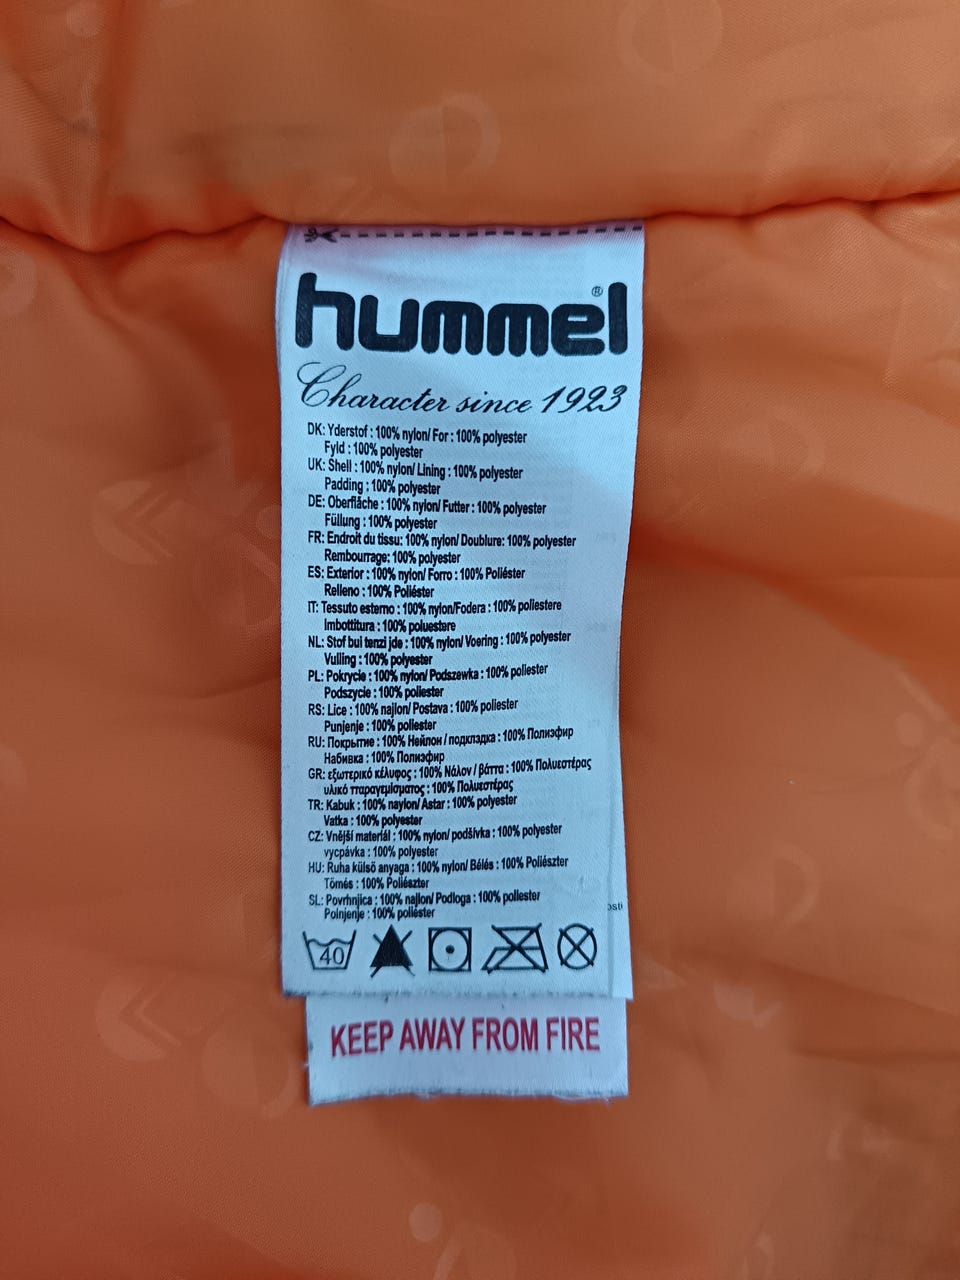 hummel®
Character since 1923
DK: Yderstof : 100% nylon/ For : 100% polyester
Fyld : 100% polyester
UK: Shell : 100% nylon/ Lining : 100% polyester
Padding : 100% polyester
DE: Oberfläche : 100% nylon/ Futter : 100% polyester
Füllung : 100% polyester
FR: Endroit du tissu: 100% nylon/ Doublure: 100% polyester
Rembourrage: 100% polyester
ES: Exterior : 100% nylon/ Forro : 100% Poliéster
Relleno : 100% Poliéster
IT: Tessuto esterno : 100% nylon/Fodera : 100% poliestere
Imbottitura : 100% poluestere
NL: Stof bui tenzi jde : 100% nylon/ Voering : 100% polyester
Vulling : 100% polyester
PL: Pokrycie : 100% nylon/ Podszewka : 100% poliester
Podszycie : 100% poliester
RS: Lice : 100% najlon/ Postava : 100% poliester
Punjenje : 100% poliester
RU: Покрытие : 100% Нейлон / подкладка : 100% Полиэфир
Набивка : 100% Полиэфир
GR: εξωτερικό κέλυφος : 100% Νάλον / βάττα : 100% Πολυεστέρας
υλικό παραγεμίσματος : 100% Πολυεστέρας
TR: Kabuk : 100% naylon/ Astar : 100% polyester
Vatka : 100% polyester
CZ: Vnější materiál : 100% nylon/ podšívka : 100% polyester
vycpávka : 100% polyester
HU: Ruha külső anyaga : 100% nylon/ Bélés : 100% Poliészter
Tömés : 100% Poliészter
SL: Povrhnjica : 100% najlon/ Podloga : 100% poliester
Polnjenje : 100% poliéster
40
KEEP AWAY FROM FIRE